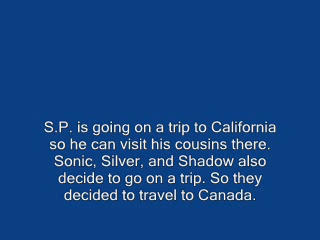 S.P. is going on a trip to California
so he can visit his cousins there.
Sonic, Silver, and Shadow also
decide to go on a trip. So they
decided to travel to Canada.